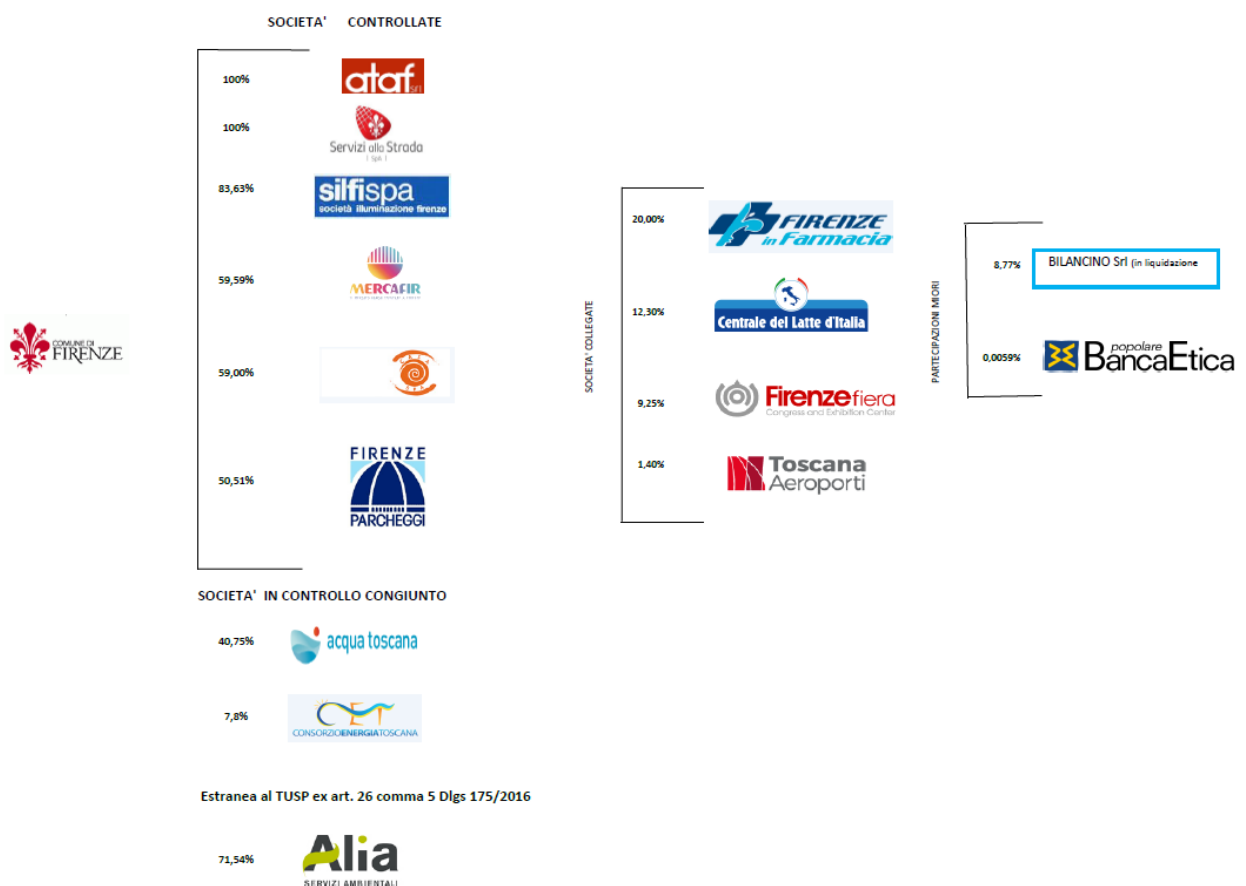 SOCIETA' CONTROLLATE
100%
ataf srl
100%
Servizi alla Strada
| SpA |
83,63%
silfispa
società illuminazione firenze
59,59%
MERCAFIR
59,00%
50,51%
FIRENZE
PARCHEGGI
COMUNE DI
FIRENZE
SOCIETA' IN CONTROLLO CONGIUNTO
40,75%
acqua toscana
7,8%
CET
CONSORZIOENERGIATOSCANA
Estranea al TUSP ex art. 26 comma 5 Dlgs 175/2016
71,54%
Alia
SERVIZI AMBIENTALI
SOCIETA' COLLEGATE
20,00%
FIRENZE
in Farmacia
12,30%
Centrale del Latte d'Italia
9,25%
Firenzefiera
Congress and Exhibition Center
1,40%
Toscana
Aeroporti
PARTECIPAZIONI MIORI
8,77%
BILANCINO Srl (in liquidazione
0,0059%
popolare
BancaEtica